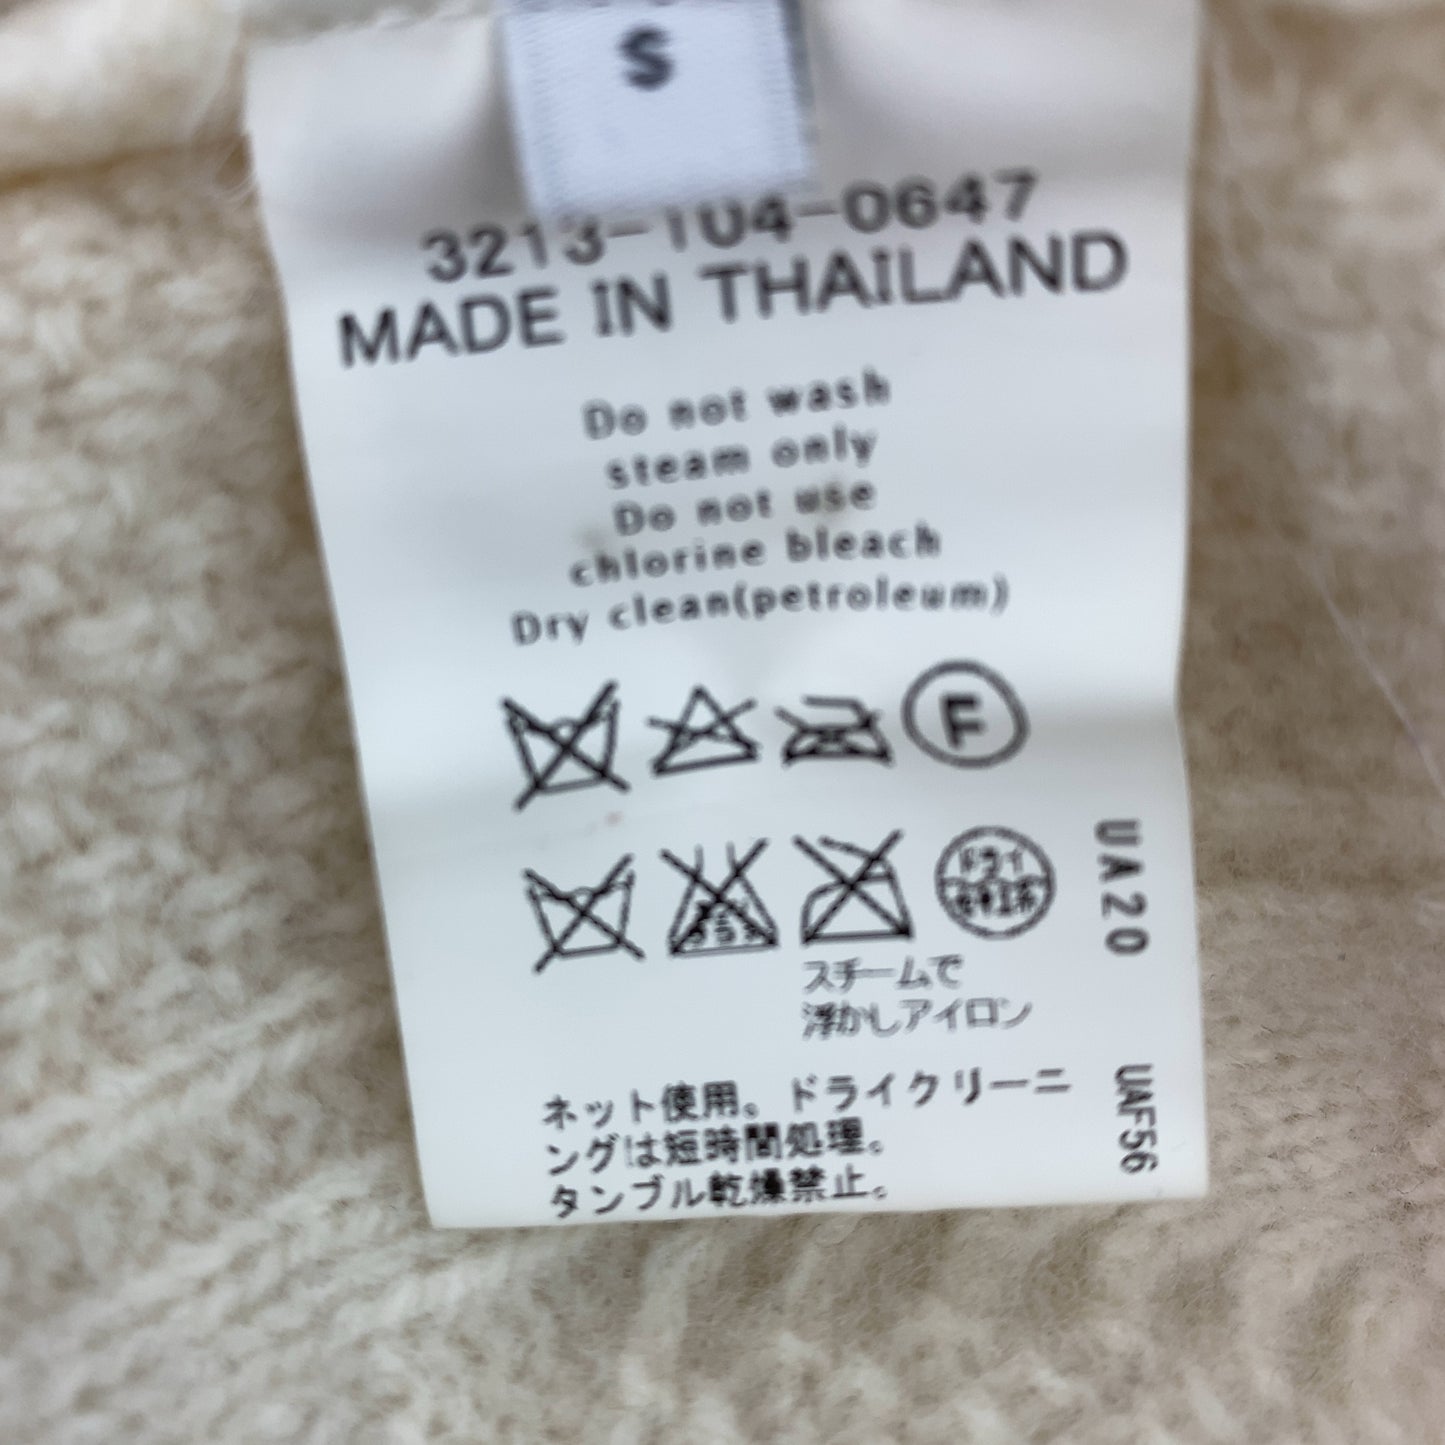 S
3213-104-0647
MADE IN THAILAND
Do not wash
steam only
Do not use
chlorine bleach
Dry clean(petroleum)
F
ドライ
スチームで
浮かしアイロン
ネット使用。ドライクリーニ
ングは短時間処理。
タンブル乾燥禁止。
UA20
UAF56